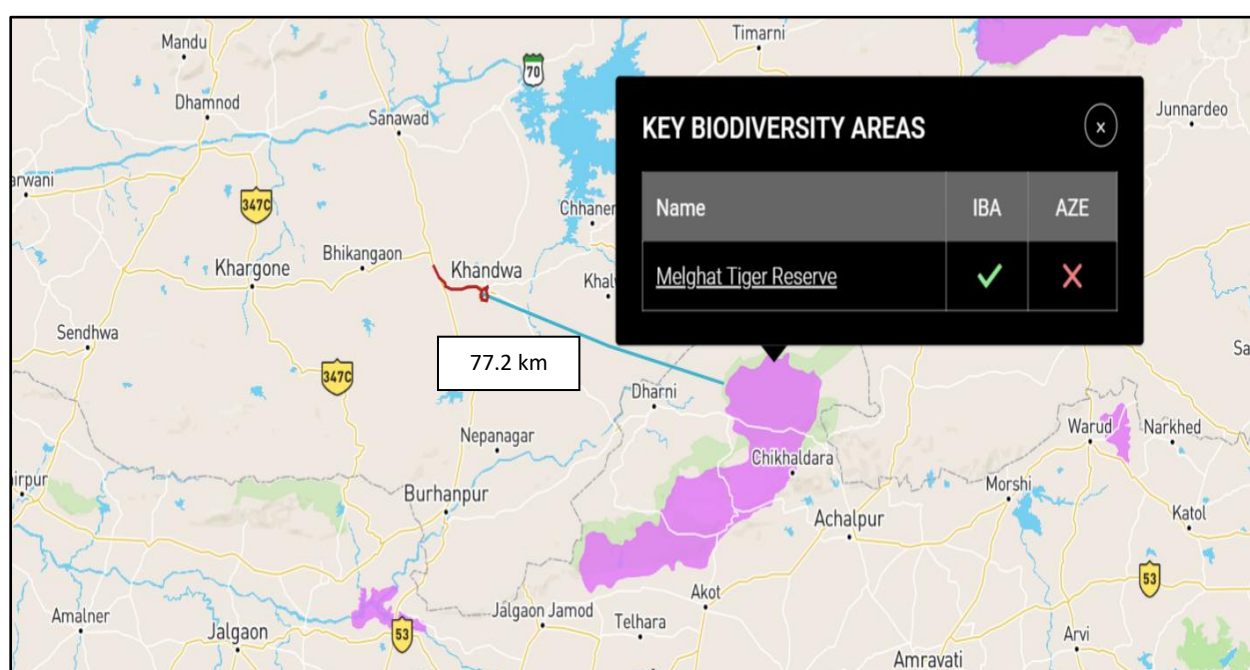 Mandu
Timarni
70
Dhamnod
Sanawad
Junnardeo
KEY BIODIVERSITY AREAS
x
arwani
347C
Name IBA AZE
Chhaner
Bhikangaon
Khargone
Khandwa
Khal
Melghat Tiger Reserve
Sendhwa
77.2 km
Sa
347C
Dharni
Nepanagar
Warud
Narkhed
Chikhaldara
irpur
Burhanpur
Morshi
Achalpur
Katol
53
Amalner
Jalgaon Jamod
Akot
Telhara
Jalgaon
53
Arvi
Amravati